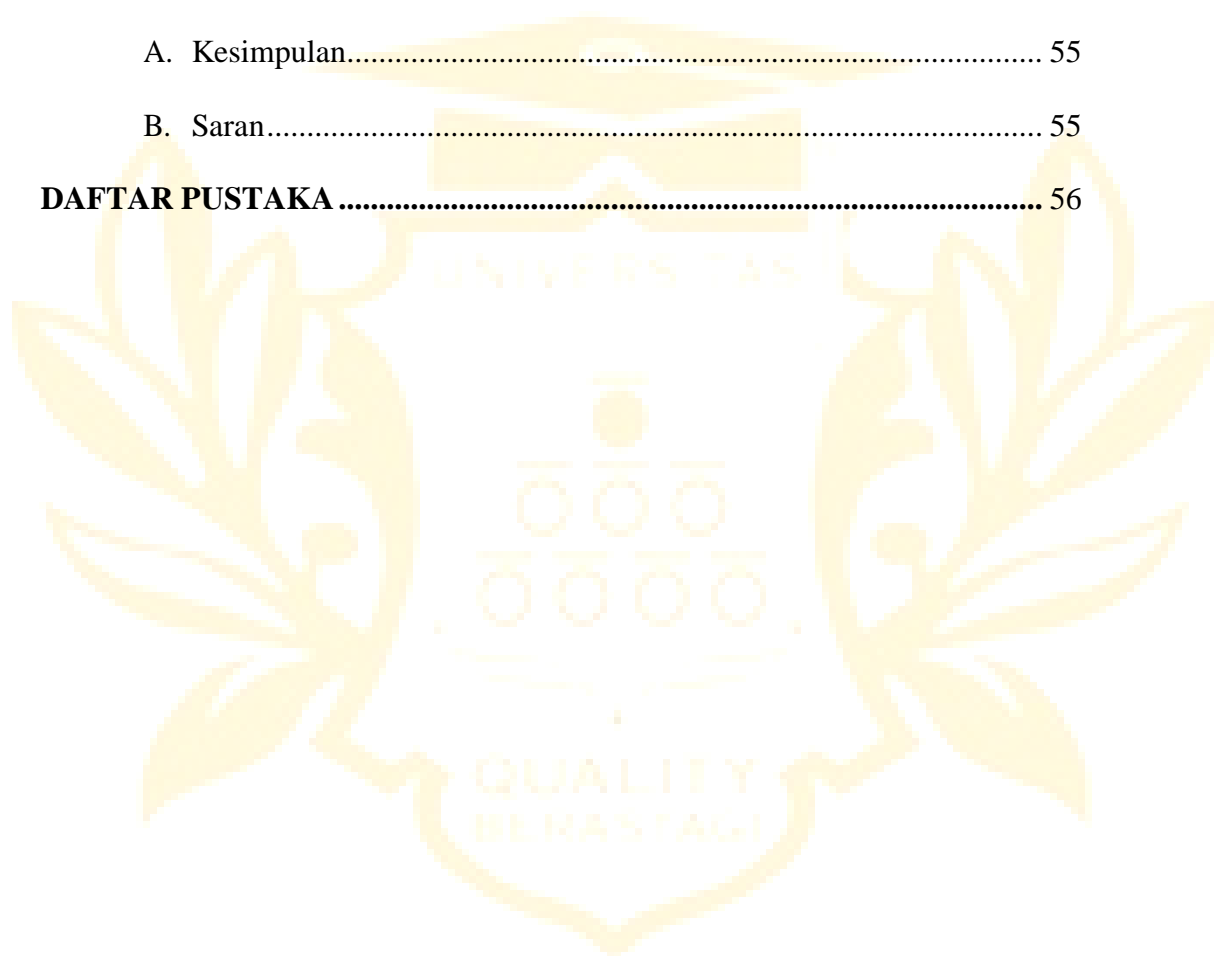 A. Kesimpulan....................................................................................... 55
B. Saran................................................................................................. 55
DAFTAR PUSTAKA ........................................................................................ 56
UNIVERSITAS
QUALITY
BERASTAGI